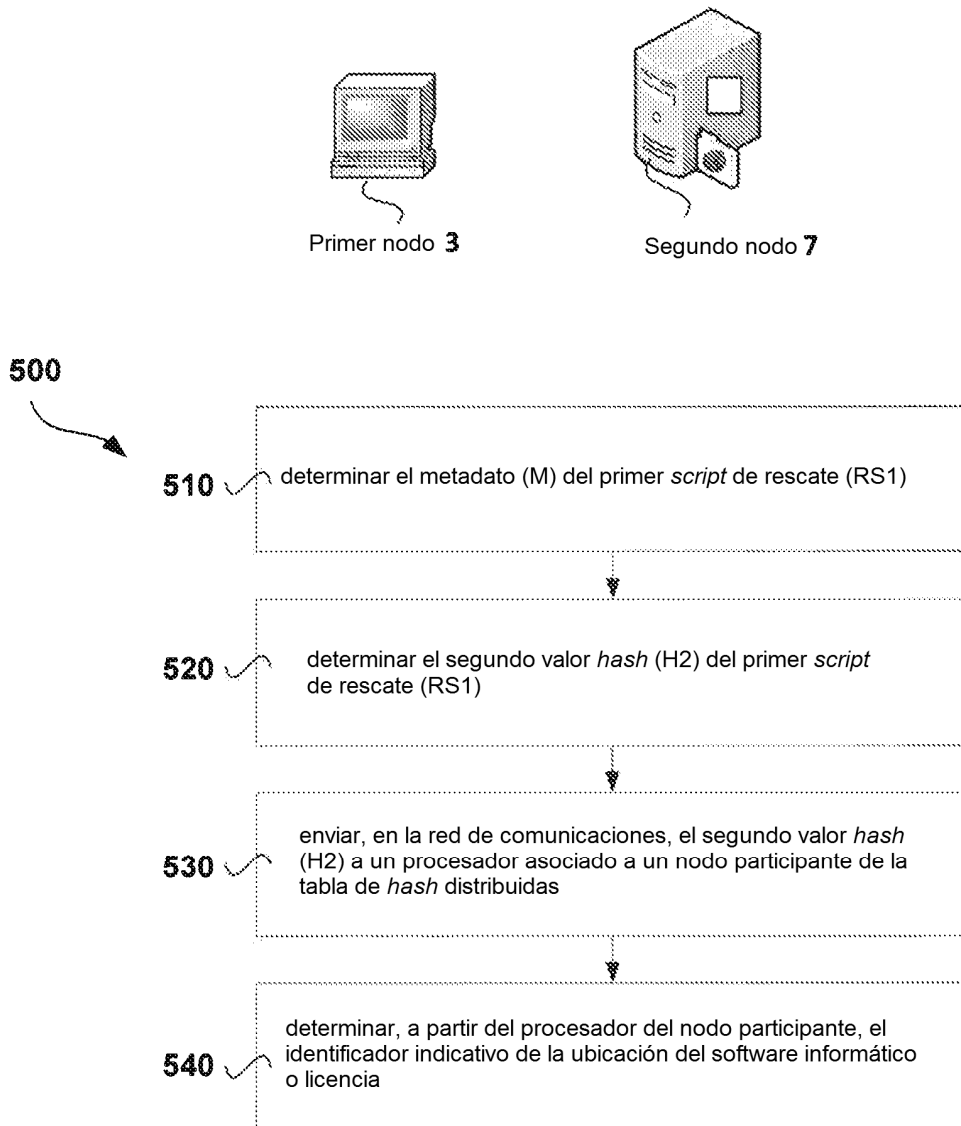 Primer nodo 3
Segundo nodo 7
500
510
determinar el metadato (M) del primer script de rescate (RS1)
520
determinar el segundo valor hash (H2) del primer script
de rescate (RS1)
530
enviar, en la red de comunicaciones, el segundo valor hash
(H2) a un procesador asociado a un nodo participante de la
tabla de hash distribuidas
540
determinar, a partir del procesador del nodo participante, el
identificador indicativo de la ubicación del software informático
o licencia